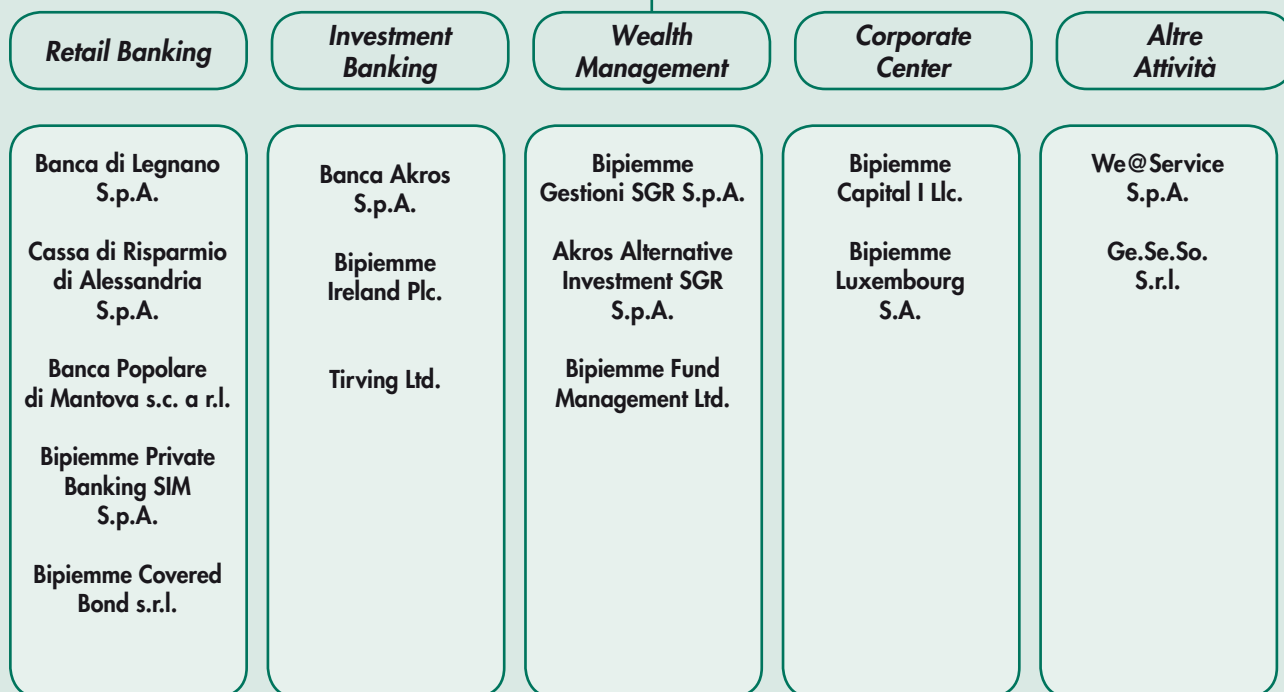 Retail Banking
Investment
Banking
Wealth
Management
Corporate
Center
Altre
Attività
Banca di Legnano
S.p.A.
Cassa di Risparmio
di Alessandria
S.p.A.
Banca Popolare
di Mantova s.c. a r.l.
Bipiemme Private
Banking SIM
S.p.A.
Bipiemme Covered
Bond s.r.l.
Banca Akros
S.p.A.
Bipiemme
Ireland Plc.
Tirving Ltd.
Bipiemme
Gestioni SGR S.p.A.
Akros Alternative
Investment SGR
S.p.A.
Bipiemme Fund
Management Ltd.
Bipiemme
Capital I Llc.
Bipiemme
Luxembourg
S.A.
We@Service
S.p.A.
Ge.Se.So.
S.r.l.